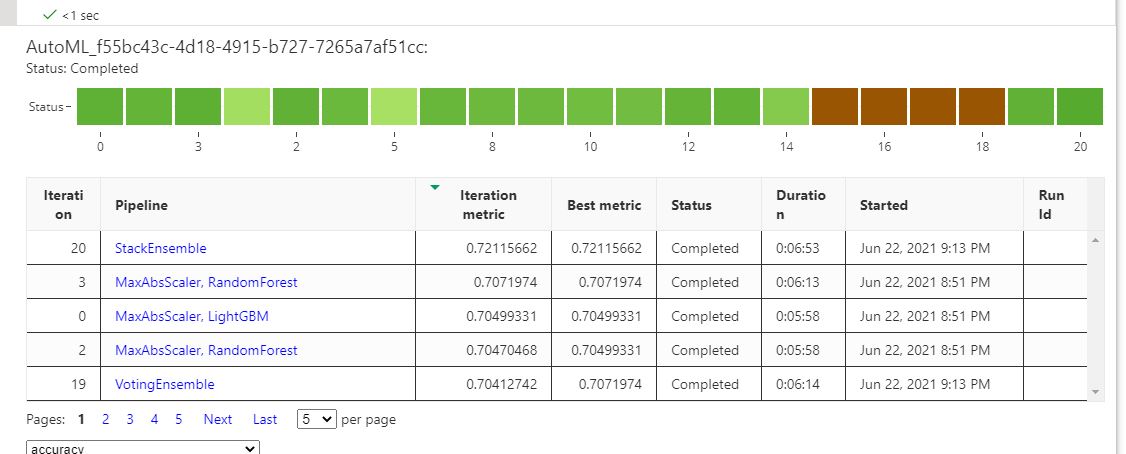 <1 sec
AutoML_f55bc43c-4d18-4915-b727-7265a7af51cc:
Status: Completed
Status
0 3 2 5 8 10 12 14 16 18 20
Iterati
on Pipeline Iteration
metric Best metric Status Duratio
n Started Run
Id
20 StackEnsemble 0.72115662 0.72115662 Completed 0:06:53 Jun 22, 2021 9:13 PM
3 MaxAbsScaler, RandomForest 0.7071974 0.7071974 Completed 0:06:13 Jun 22, 2021 8:51 PM
0 MaxAbsScaler, LightGBM 0.70499331 0.70499331 Completed 0:05:58 Jun 22, 2021 8:51 PM
2 MaxAbsScaler, RandomForest 0.70470468 0.70499331 Completed 0:05:58 Jun 22, 2021 8:51 PM
19 VotingEnsemble 0.70412742 0.7071974 Completed 0:06:14 Jun 22, 2021 9:13 PM
Pages: 1 2 3 4 5 Next Last 5 per page
accuracy